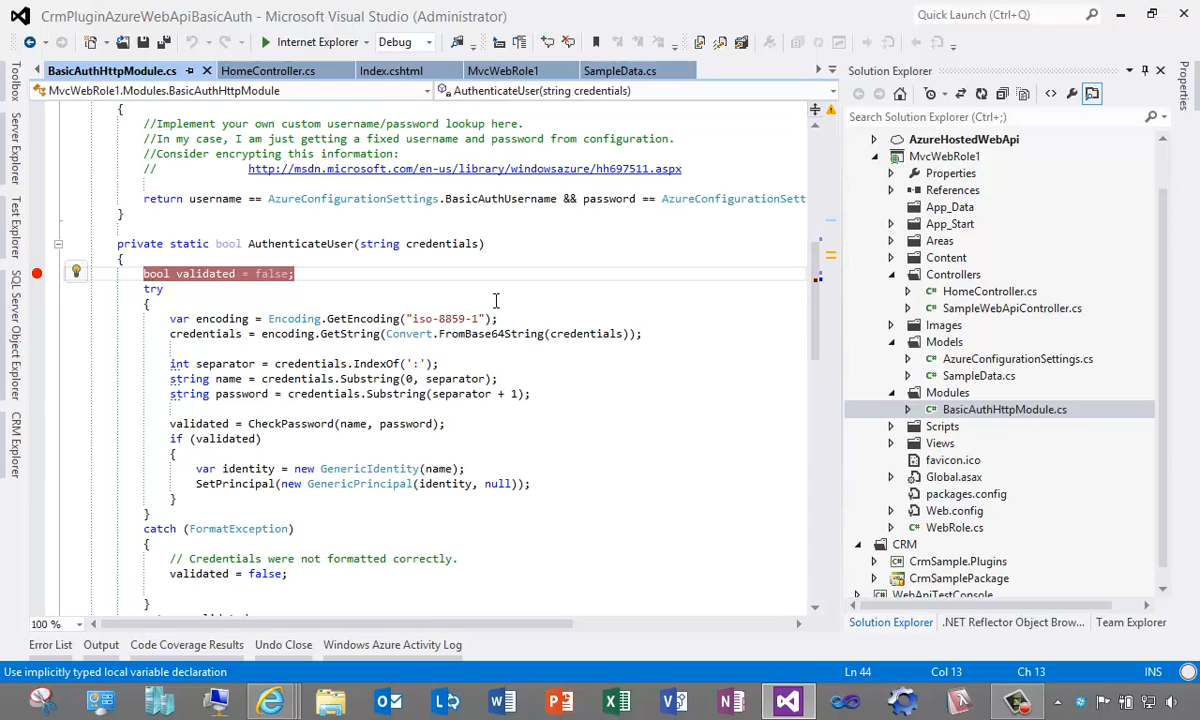 CrmPluginAzureWebApiBasicAuth - Microsoft Visual Studio (Administrator)
Quick Launch (Ctrl+Q)
Internet Explorer
Debug
BasicAuthHttpModule.cs
HomeController.cs
Index.cshtml
MvcWebRole1
SampleData.cs
MvcWebRole1.Modules.BasicAuthHttpModule
AuthenticateUser(string credentials)
{
//Implement your own custom username/password lookup here.
//In my case, I am just getting a fixed username and password from configuration.
//Consider encrypting this information:
// http://msdn.microsoft.com/en-us/library/windowsazure/hh697511.aspx
return username == AzureConfigurationSettings.BasicAuthUsername && password == AzureConfigurationSett
}
private static bool AuthenticateUser(string credentials)
{
bool validated = false;
try
{
var encoding = Encoding.GetEncoding("iso-8859-1");
credentials = encoding.GetString(Convert.FromBase64String(credentials));
int separator = credentials.IndexOf(':');
string name = credentials.Substring(0, separator);
string password = credentials.Substring(separator + 1);
validated = CheckPassword(name, password);
if (validated)
{
var identity = new GenericIdentity(name);
SetPrincipal(new GenericPrincipal(identity, null));
}
}
catch (FormatException)
{
// Credentials were not formatted correctly.
validated = false;
}
100 %
Toolbox
Server Explorer
Test Explorer
SQL Server Object Explorer
CRM Explorer
Solution Explorer
Search Solution Explorer (Ctrl+;)
AzureHostedWebApi
MvcWebRole1
Properties
References
App_Data
App_Start
Areas
Content
Controllers
HomeController.cs
SampleWebApiController.cs
Images
Models
AzureConfigurationSettings.cs
SampleData.cs
Modules
BasicAuthHttpModule.cs
Scripts
Views
favicon.ico
Global.asax
packages.config
Web.config
WebRole.cs
CRM
CrmSample.Plugins
CrmSamplePackage
WebApiTestConsole
Solution Explorer
.NET Reflector Object Brow...
Team Explorer
Properties
Error List
Output
Code Coverage Results
Undo Close
Windows Azure Activity Log
Use implicitly typed local variable declaration
Ln 44
Col 13
Ch 13
INS